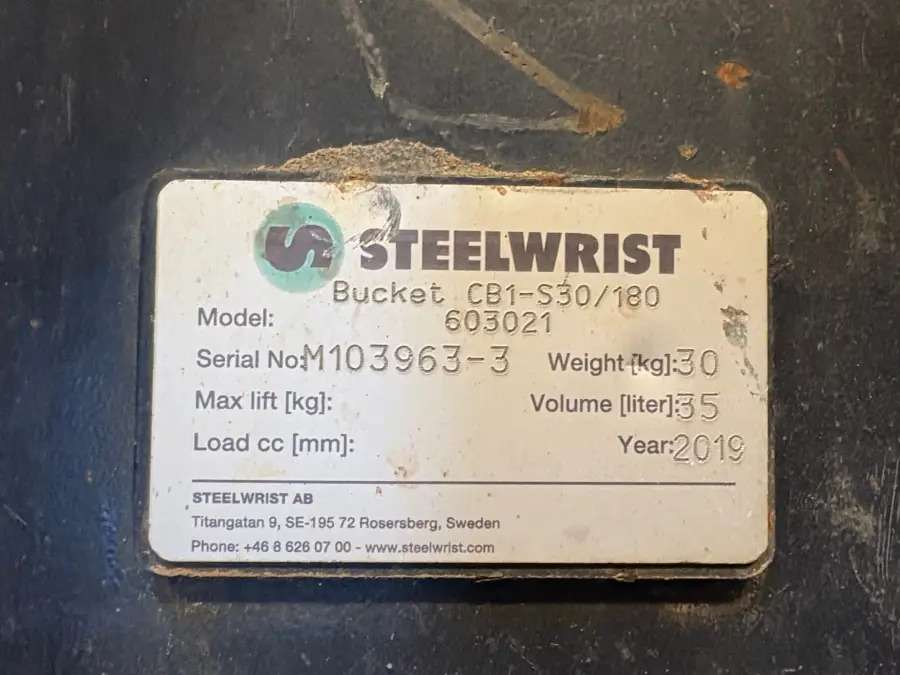 S STEELWRIST
Bucket CB1-S30/180
Model: 603021
Serial No: M103963-3 Weight [kg]: 30
Max lift [kg]: Volume [liter]: 35
Load cc [mm]: Year: 2019
STEELWRIST AB
Titangatan 9, SE-195 72 Rosersberg, Sweden
Phone: +46 8 626 07 00 - www.steelwrist.com